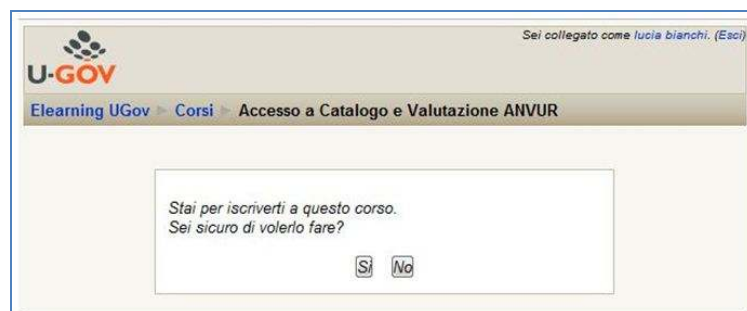 Sei collegato come lucia bianchi. (Esci)
U-GOV
Elearning UGov ► Corsi ► Accesso a Catalogo e Valutazione ANVUR
Stai per iscriverti a questo corso.
Sei sicuro di volerlo fare?
Sì No